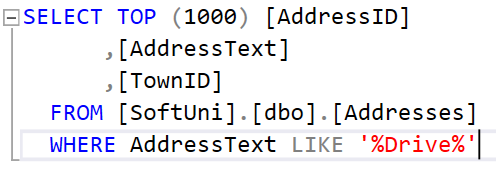 SELECT TOP (1000) [AddressID]
,[AddressText]
,[TownID]
FROM [SoftUni].[dbo].[Addresses]
WHERE AddressText LIKE '%Drive%'